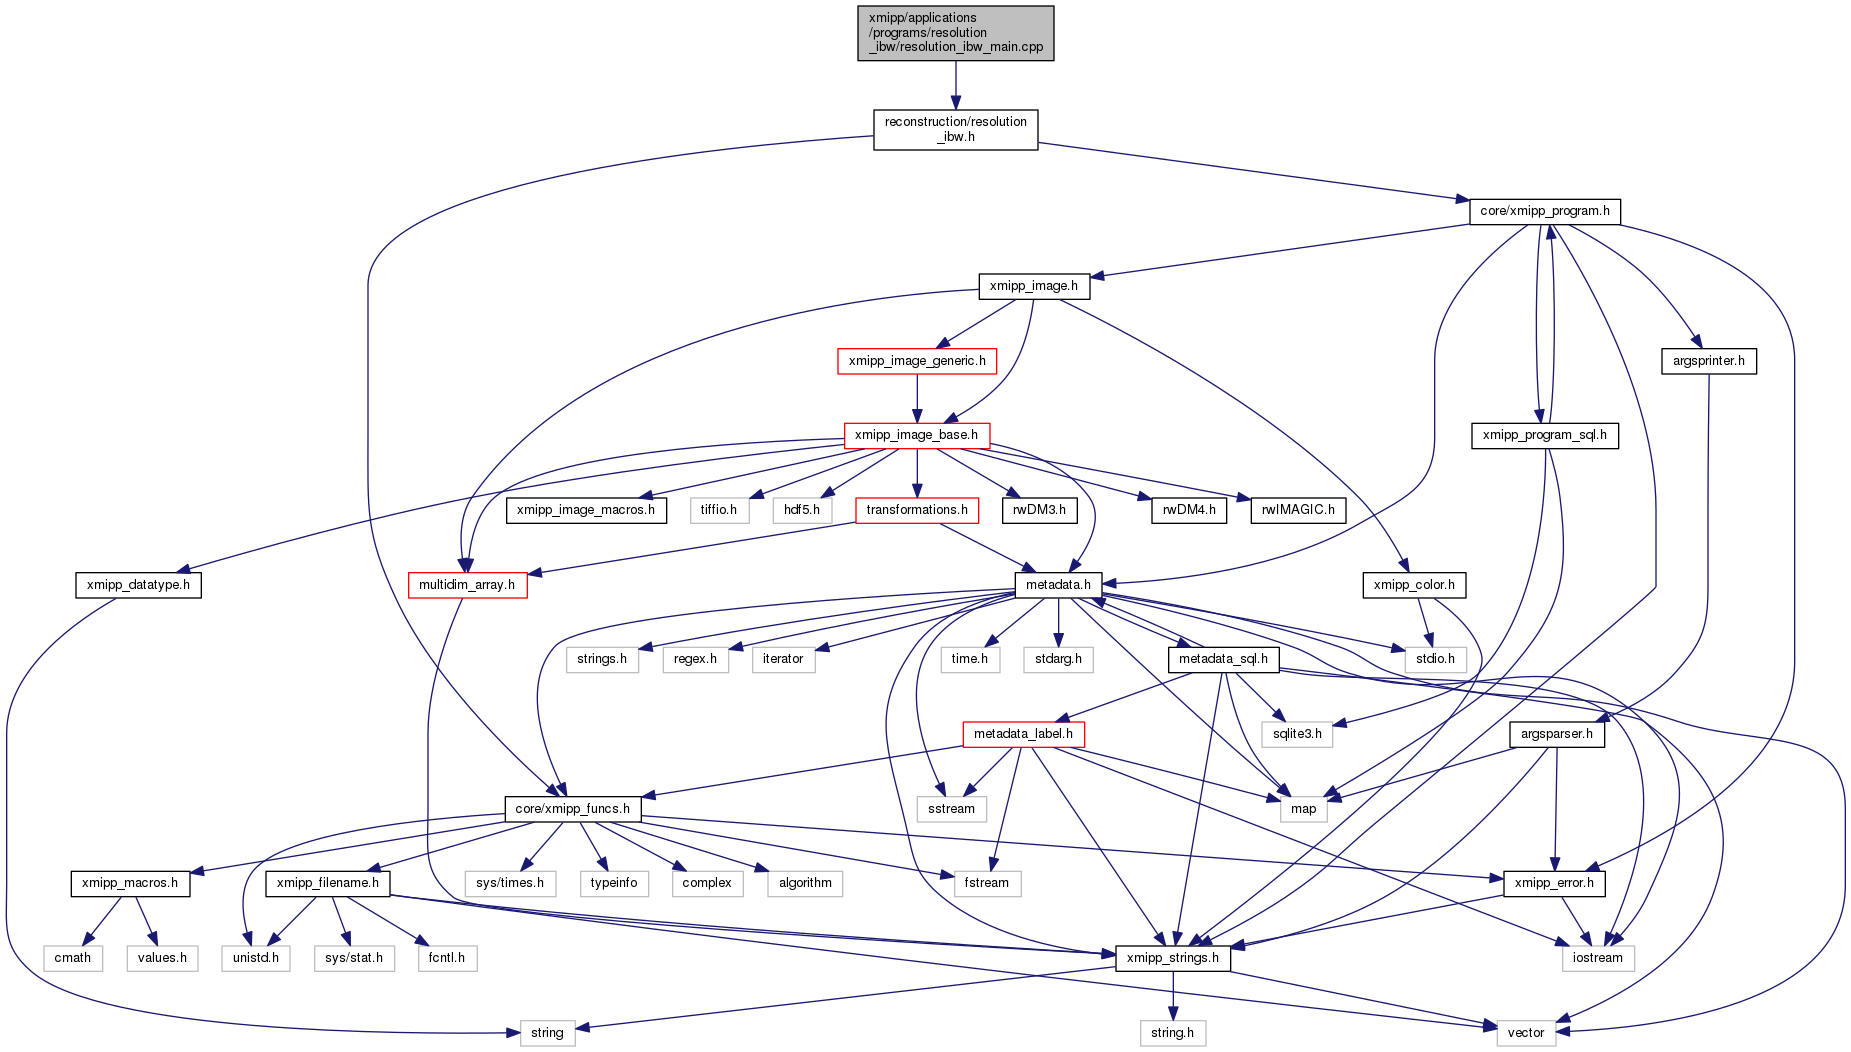 xmipp/applications
/programs/resolution
_ibw/resolution_ibw_main.cpp
reconstruction/resolution
_ibw.h
core/xmipp_program.h
xmipp_image.h
xmipp_image_generic.h
argsprinter.h
xmipp_image_base.h
xmipp_program_sql.h
xmipp_image_macros.h
tiffio.h
hdf5.h
transformations.h
rwDM3.h
rwDM4.h
rwIMAGIC.h
xmipp_datatype.h
multidim_array.h
metadata.h
xmipp_color.h
strings.h
regex.h
iterator
time.h
stdarg.h
metadata_sql.h
stdio.h
metadata_label.h
sqlite3.h
argsparser.h
core/xmipp_funcs.h
sstream
map
xmipp_macros.h
xmipp_filename.h
sys/times.h
typeinfo
complex
algorithm
fstream
xmipp_error.h
cmath
values.h
unistd.h
sys/stat.h
fcntl.h
xmipp_strings.h
iostream
string
string.h
vector